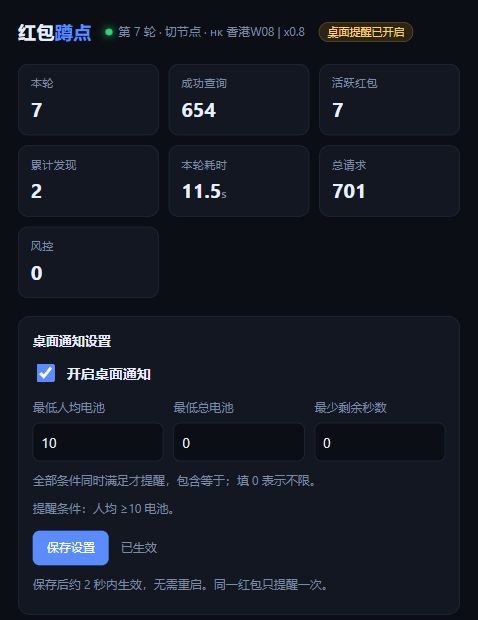 红包蹲点 第 7 轮 · 切节点 · HK 香港W08 | x0.8 桌面提醒已开启
本轮 成功查询 活跃红包
7 654 7
累计发现 本轮耗时 总请求
2 11.5s 701
风控
0
桌面通知设置
开启桌面通知
最低人均电池 最低总电池 最少剩余秒数
10 0 0
全部条件同时满足才提醒，包含等于；填 0 表示不限。
提醒条件：人均 ≥10 电池。
保存设置 已生效
保存后约 2 秒内生效，无需重启。同一红包只提醒一次。